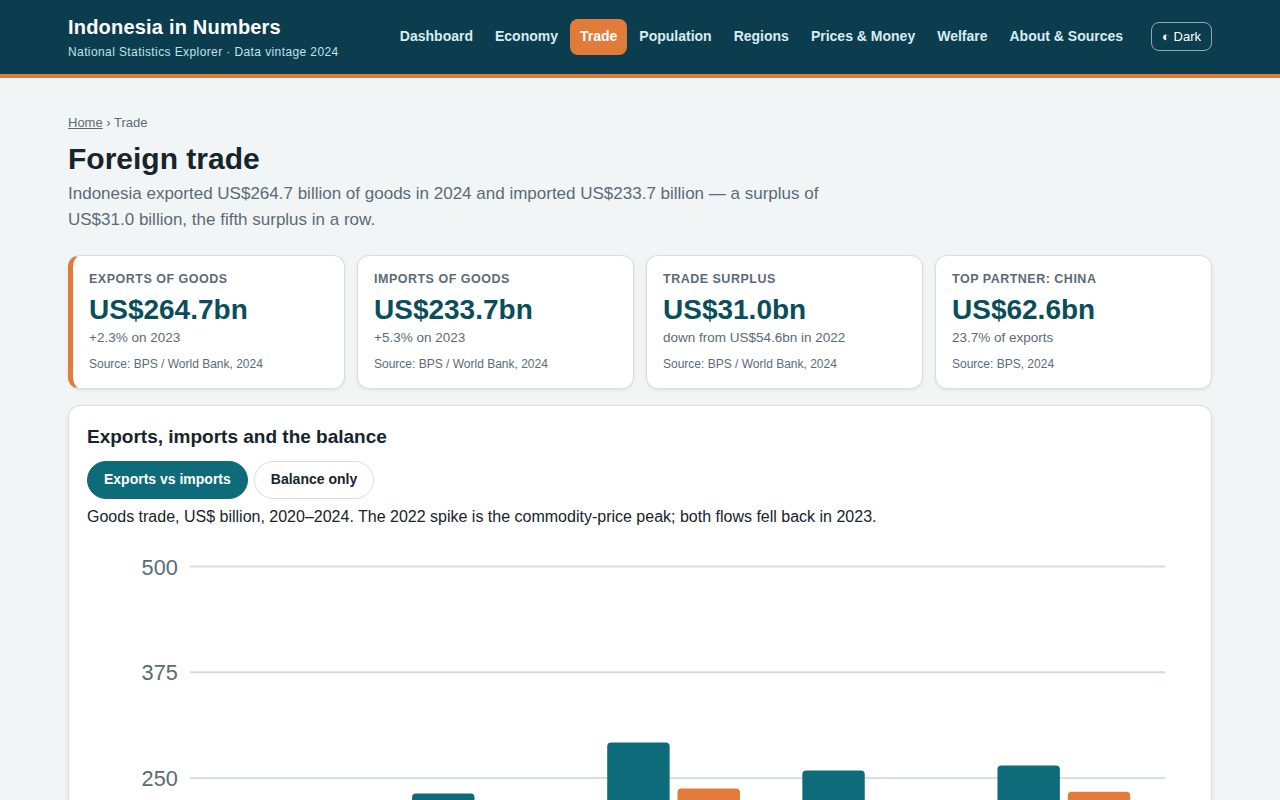 Indonesia in Numbers
National Statistics Explorer · Data vintage 2024
Dashboard Economy Trade Population Regions Prices & Money Welfare About & Sources
Dark
Home › Trade
Foreign trade
Indonesia exported US$264.7 billion of goods in 2024 and imported US$233.7 billion — a surplus of
US$31.0 billion, the fifth surplus in a row.
EXPORTS OF GOODS
US$264.7bn
+2.3% on 2023
Source: BPS / World Bank, 2024
IMPORTS OF GOODS
US$233.7bn
+5.3% on 2023
Source: BPS / World Bank, 2024
TRADE SURPLUS
US$31.0bn
down from US$54.6bn in 2022
Source: BPS / World Bank, 2024
TOP PARTNER: CHINA
US$62.6bn
23.7% of exports
Source: BPS, 2024
Exports, imports and the balance
Exports vs imports
Balance only
Goods trade, US$ billion, 2020–2024. The 2022 spike is the commodity-price peak; both flows fell back in 2023.
500
375
250